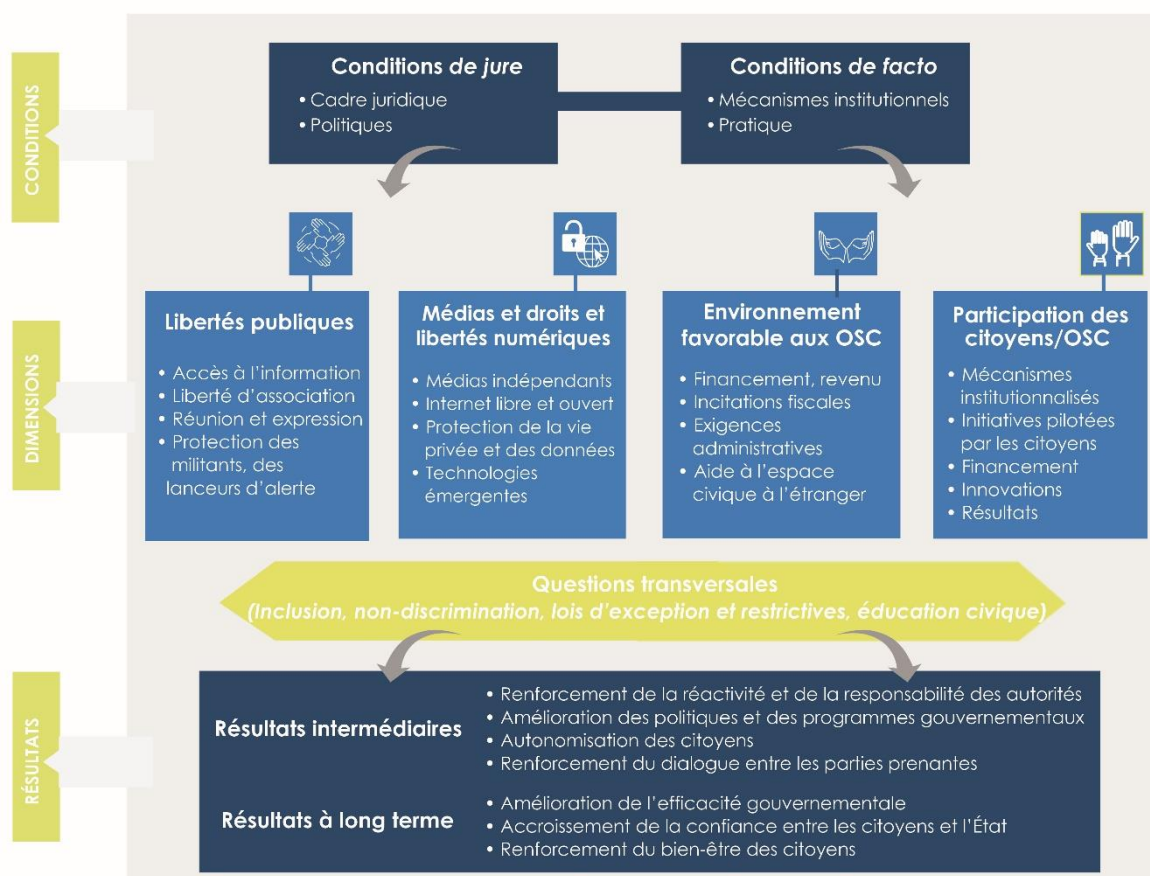 CONDITIONS
Conditions de jure
• Cadre juridique
• Politiques
Conditions de facto
• Mécanismes institutionnels
• Pratique
DIMENSIONS
Libertés publiques
• Accès à l'information
• Liberté d'association
• Réunion et expression
• Protection des
militants, des
lanceurs d'alerte
Médias et droits et
libertés numériques
• Médias indépendants
• Internet libre et ouvert
• Protection de la vie
privée et des données
• Technologies
émergentes
Environnement
favorable aux OSC
• Financement, revenu
• Incitations fiscales
• Exigences
administratives
• Aide à l'espace
civique à l'étranger
Participation des
citoyens/OSC
• Mécanismes
institutionnalisés
• Initiatives pilotées
par les citoyens
• Financement
• Innovations
• Résultats
Questions transversales
(Inclusion, non-discrimination, lois d'exception et restrictives, éducation civique)
RÉSULTATS
Résultats intermédiaires
• Renforcement de la réactivité et de la responsabilité des autorités
• Amélioration des politiques et des programmes gouvernementaux
• Autonomisation des citoyens
• Renforcement du dialogue entre les parties prenantes
Résultats à long terme
• Amélioration de l'efficacité gouvernementale
• Accroissement de la confiance entre les citoyens et l'État
• Renforcement du bien-être des citoyens